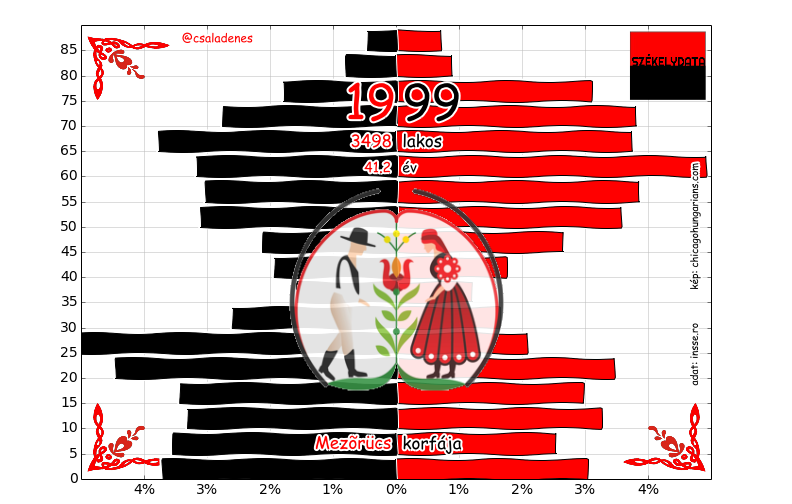 @csaladenes
SZÉKELYDATA
1999
3498 lakos
41,2 év
kép: chicagohungarians.com
adat: insse.ro
Mezőrücs korfája
85
80
75
70
65
60
55
50
45
40
35
30
25
20
15
10
5
0
4% 3% 2% 1% 0% 1% 2% 3% 4%